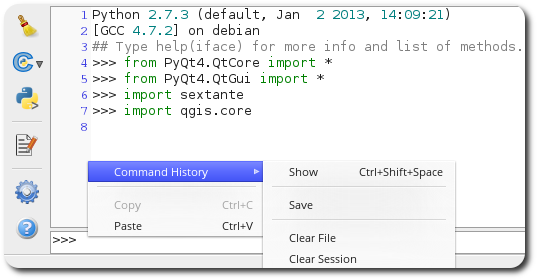 1 Python 2.7.3 (default, Jan  2 2013, 14:09:21)
2 [GCC 4.7.2] on debian
3 ## Type help(iface) for more info and list of methods.
4 >>> from PyQt4.QtCore import *
5 >>> from PyQt4.QtGui import *
6 >>> import sextante
7 >>> import qgis.core
8
Command History
Show Ctrl+Shift+Space
Save
Copy Ctrl+C
Paste Ctrl+V
Clear File
Clear Session
>>>